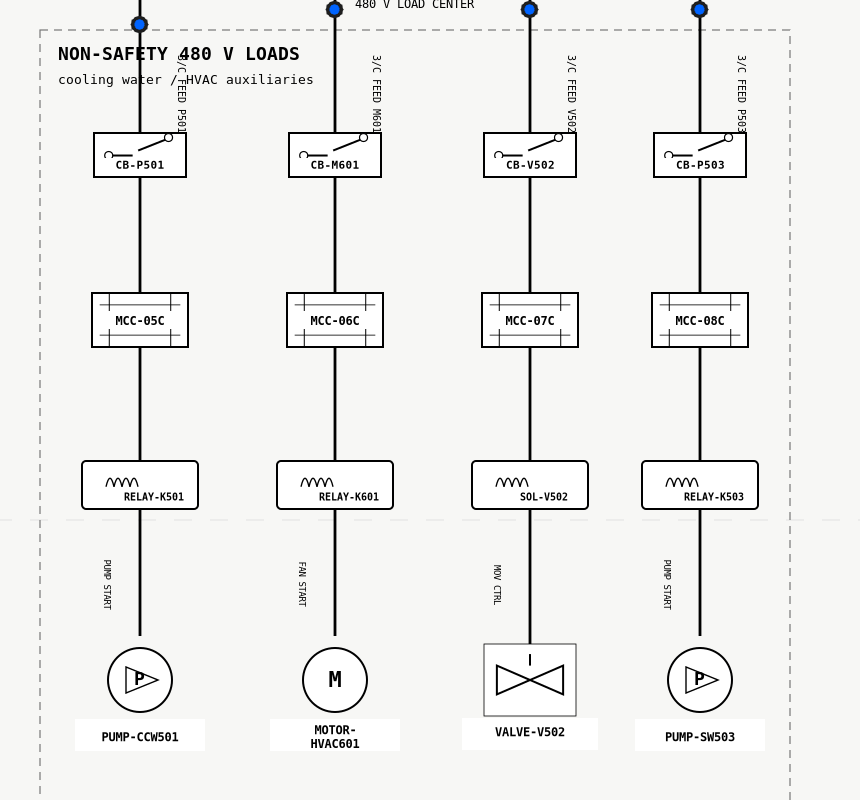 480 V LOAD CENTER
NON-SAFETY 480 V LOADS
cooling water / HVAC auxiliaries
3/C FEED P501
3/C FEED M601
3/C FEED V502
3/C FEED P503
CB-P501
CB-M601
CB-V502
CB-P503
MCC-05C
MCC-06C
MCC-07C
MCC-08C
RELAY-K501
RELAY-K601
SOL-V502
RELAY-K503
PUMP START
FAN START
MOV CTRL
PUMP START
P
M
P
PUMP-CCW501
MOTOR-
HVAC601
VALVE-V502
PUMP-SW503